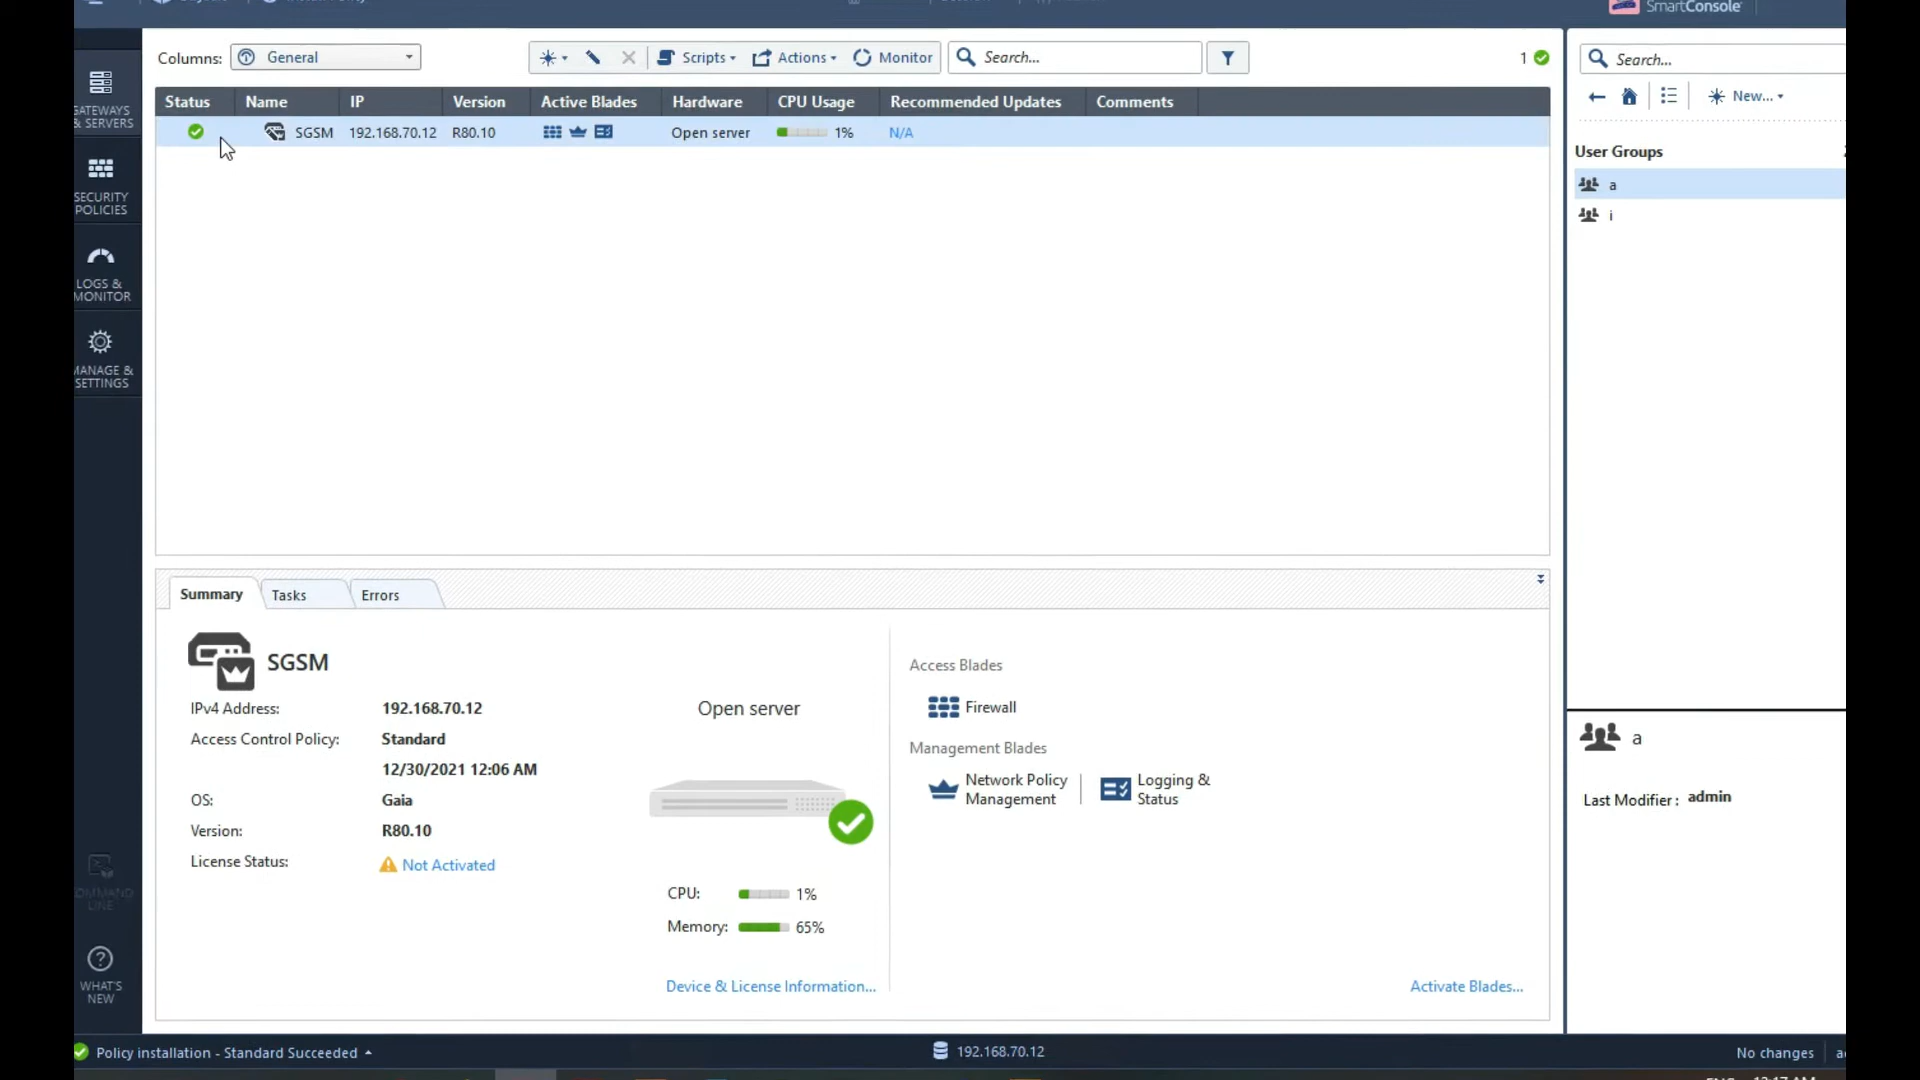 SmartConsole
Columns: General
Scripts Actions Monitor Search...
1
Search...
New...
GATEWAYS
& SERVERS
SECURITY
POLICIES
LOGS &
MONITOR
MANAGE &
SETTINGS
COMMAND
LINE
WHAT'S
NEW
Status Name IP Version Active Blades Hardware CPU Usage Recommended Updates Comments
SGSM 192.168.70.12 R80.10 Open server 1% N/A
User Groups
a
i
Summary Tasks Errors
SGSM
IPv4 Address: 192.168.70.12
Access Control Policy: Standard
12/30/2021 12:06 AM
OS: Gaia
Version: R80.10
License Status: Not Activated
Open server
CPU: 1%
Memory: 65%
Device & License Information...
Access Blades
Firewall
Management Blades
Network Policy
Management
Logging &
Status
Activate Blades...
a
Last Modifier : admin
Policy installation - Standard Succeeded
192.168.70.12
No changes